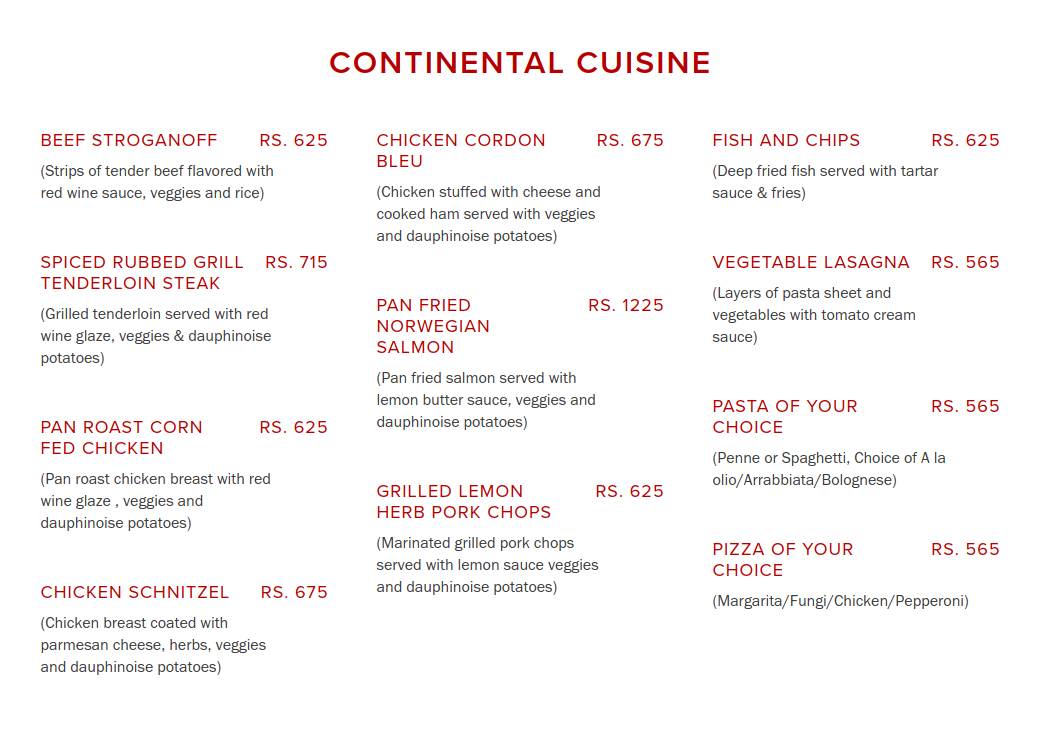 CONTINENTAL CUISINE
BEEF STROGANOFF RS. 625
(Strips of tender beef flavored with
red wine sauce, veggies and rice)
SPICED RUBBED GRILL RS. 715
TENDERLOIN STEAK
(Grilled tenderloin served with red
wine glaze, veggies & dauphinoise
potatoes)
PAN ROAST CORN RS. 625
FED CHICKEN
(Pan roast chicken breast with red
wine glaze , veggies and
dauphinoise potatoes)
CHICKEN SCHNITZEL RS. 675
(Chicken breast coated with
parmesan cheese, herbs, veggies
and dauphinoise potatoes)
CHICKEN CORDON RS. 675
BLEU
(Chicken stuffed with cheese and
cooked ham served with veggies
and dauphinoise potatoes)
PAN FRIED RS. 1225
NORWEGIAN
SALMON
(Pan fried salmon served with
lemon butter sauce, veggies and
dauphinoise potatoes)
GRILLED LEMON RS. 625
HERB PORK CHOPS
(Marinated grilled pork chops
served with lemon sauce veggies
and dauphinoise potatoes)
FISH AND CHIPS RS. 625
(Deep fried fish served with tartar
sauce & fries)
VEGETABLE LASAGNA RS. 565
(Layers of pasta sheet and
vegetables with tomato cream
sauce)
PASTA OF YOUR RS. 565
CHOICE
(Penne or Spaghetti, Choice of A la
olio/Arrabbiata/Bolognese)
PIZZA OF YOUR RS. 565
CHOICE
(Margarita/Fungi/Chicken/Pepperoni)